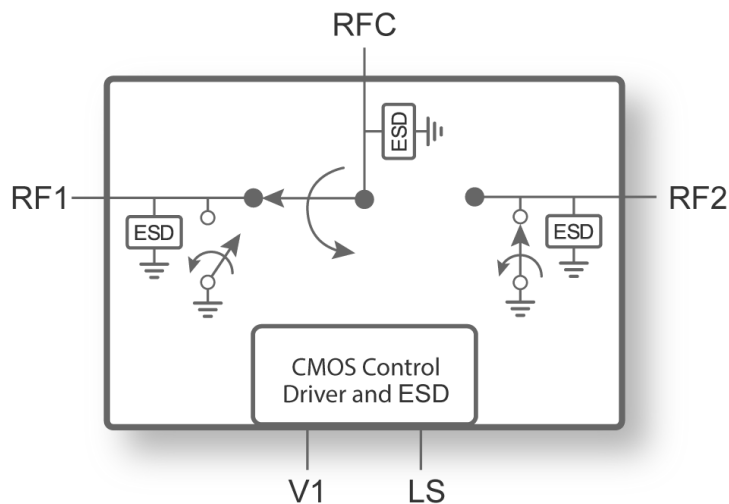 RFC
ESD
RF1
RF2
ESD
ESD
CMOS Control
Driver and ESD
V1
LS